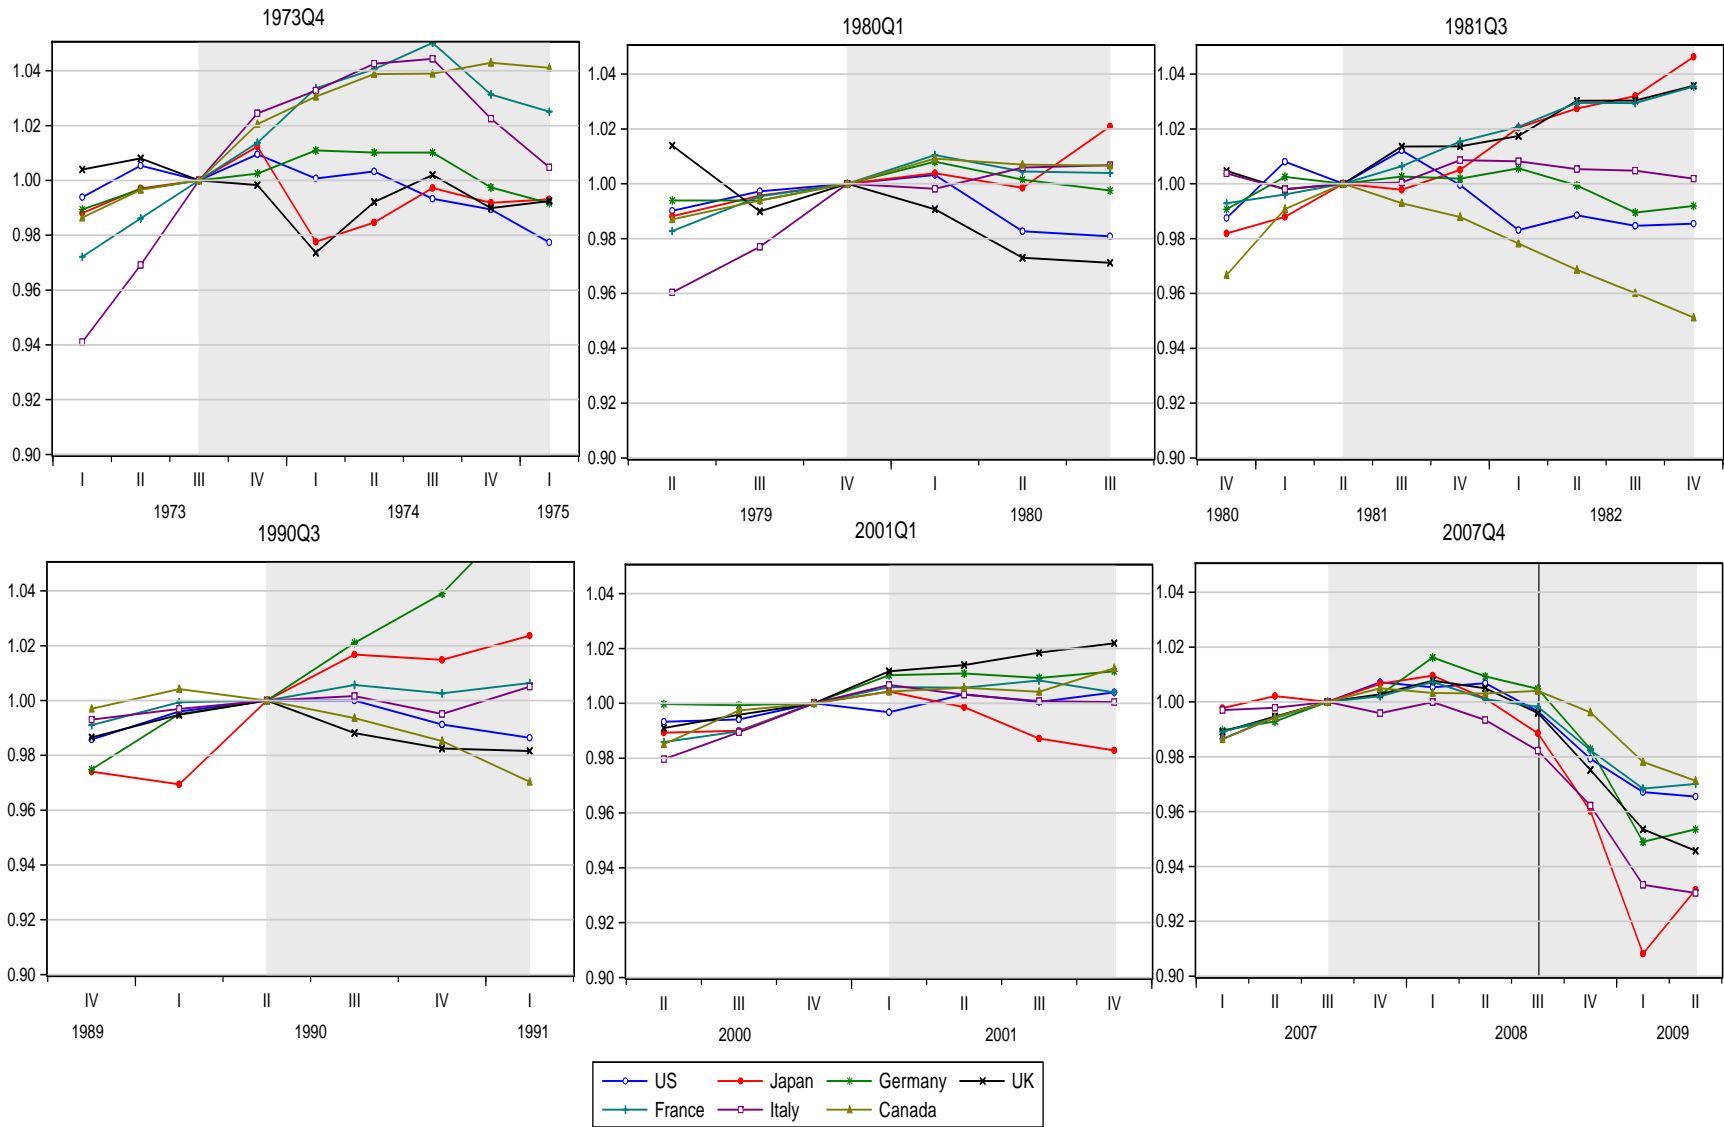 1973Q4
1.04
1.02
1.00
0.98
0.96
0.94
0.92
0.90
I II III IV I II III IV I
1973 1974 1975
1980Q1
1.04
1.02
1.00
0.98
0.96
0.94
0.92
0.90
II III IV I II III
1979 1980
1981Q3
1.04
1.02
1.00
0.98
0.96
0.94
0.92
0.90
IV I II III IV I II III IV
1980 1981 1982
1990Q3
1.04
1.02
1.00
0.98
0.96
0.94
0.92
0.90
IV I II III IV I
1989 1990 1991
2001Q1
1.04
1.02
1.00
0.98
0.96
0.94
0.92
0.90
II III IV I II III IV
2000 2001
2007Q4
1.04
1.02
1.00
0.98
0.96
0.94
0.92
0.90
I II III IV I II III IV I II
2007 2008 2009
US Japan Germany UK
France Italy Canada